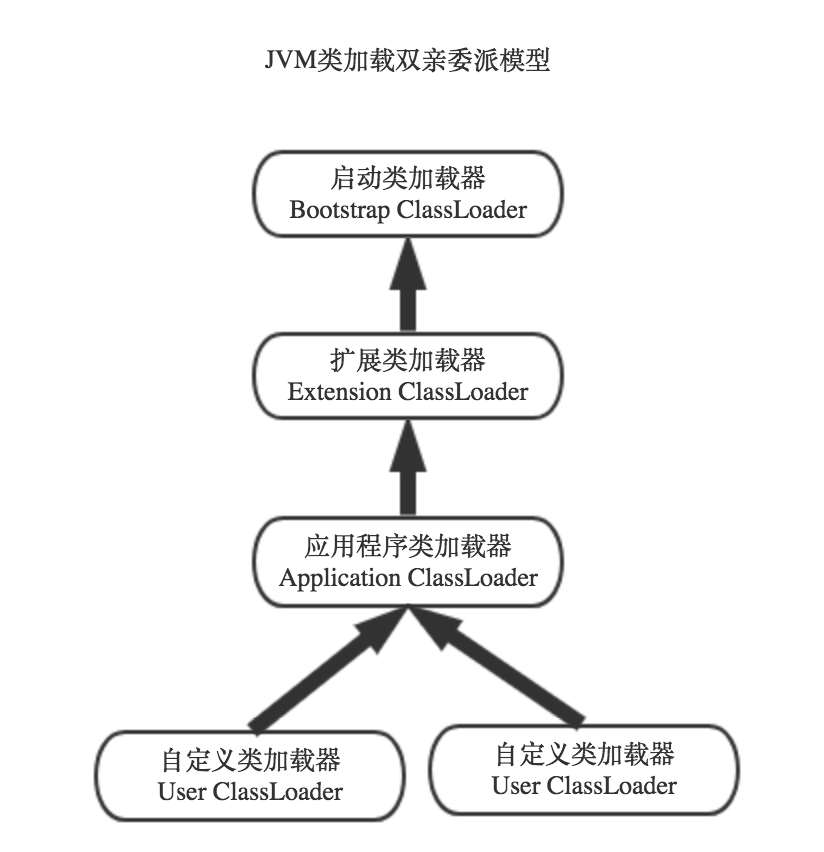 JVM类加载双亲委派模型
启动类加载器
Bootstrap ClassLoader
扩展类加载器
Extension ClassLoader
应用程序类加载器
Application ClassLoader
自定义类加载器
User ClassLoader
自定义类加载器
User ClassLoader